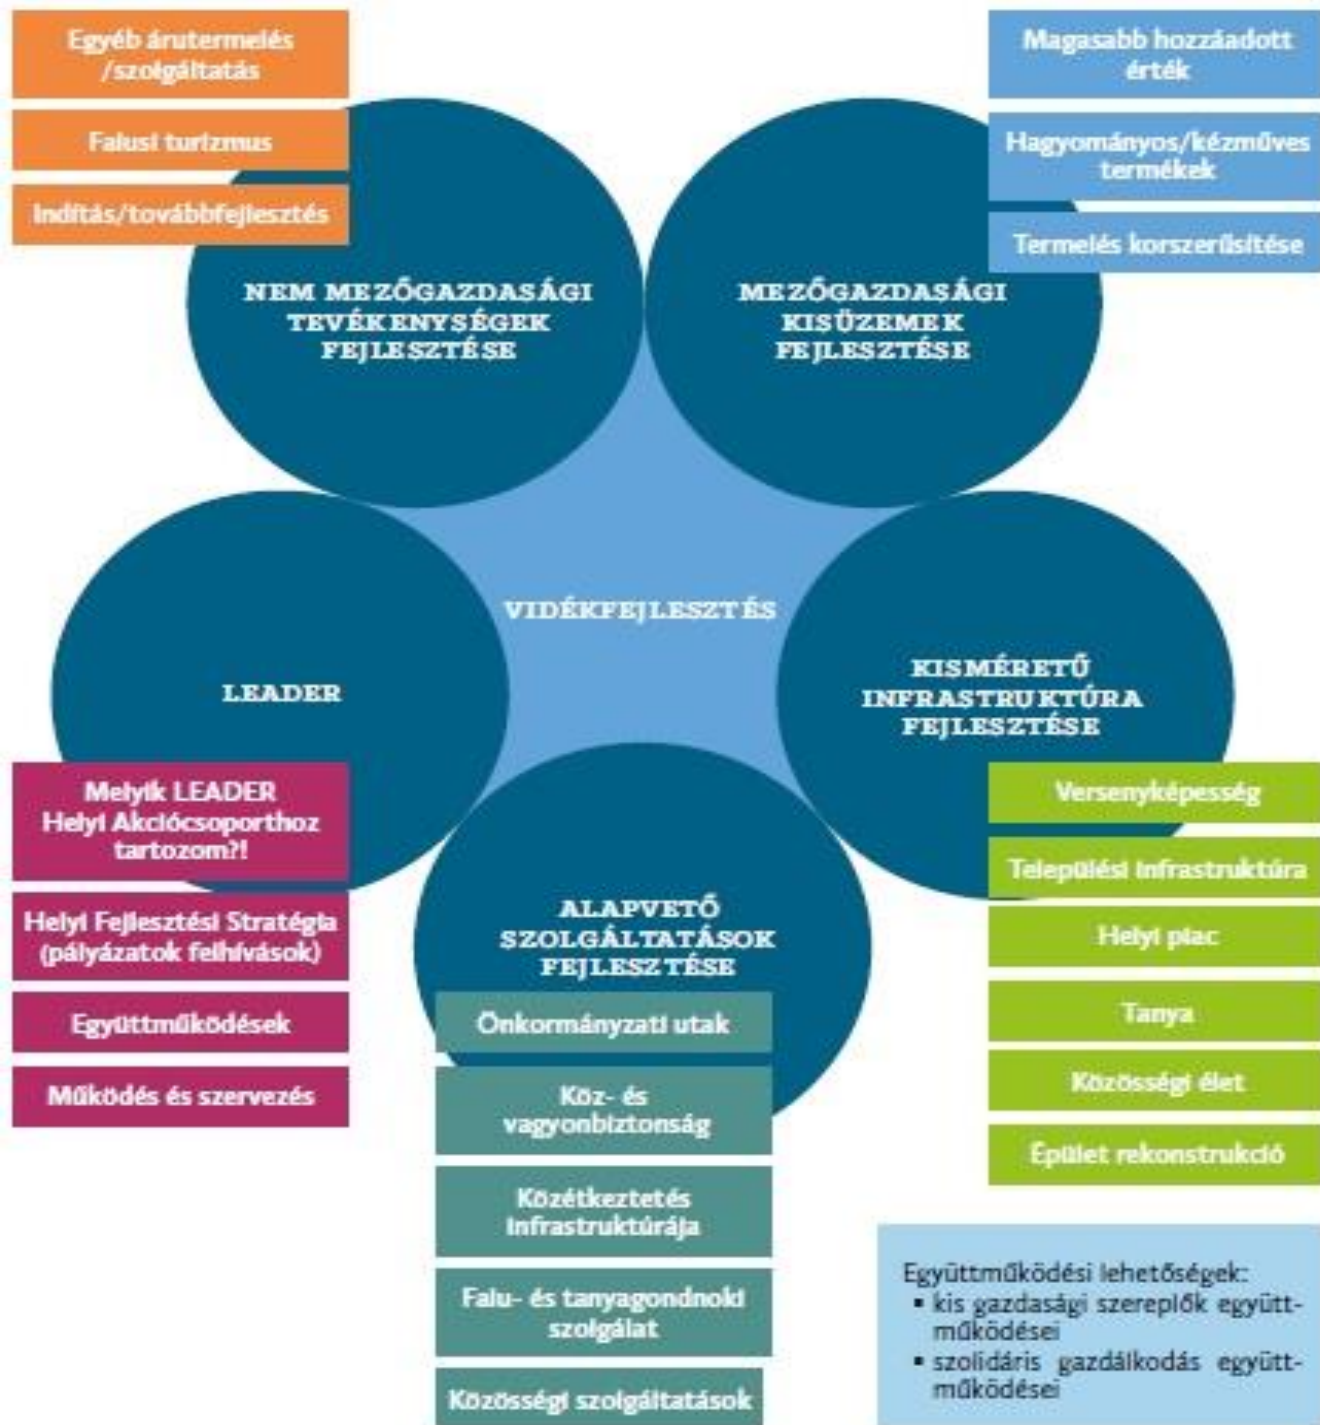 Egyéb árutermelés
/szolgáltatás
Falusi turizmus
Indítás/továbbfejlesztés
Magasabb hozzáadott
érték
Hagyományos/kézműves
termékek
Termelés korszerűsítése
NEM MEZŐGAZDASÁGI
TEVÉKENYSÉGEK
FEJLESZTÉSE
MEZŐGAZDASÁGI
KISÜZEMEK
FEJLESZTÉSE
VIDÉKFEJLESZTÉS
LEADER
KISMÉRETŰ
INFRASTRUKTÚRA
FEJLESZTÉSE
Melyik LEADER
Helyi Akciócsoporthoz
tartozom?!
Helyi Fejlesztési Stratégia
(pályázatok felhívások)
Együttműködések
Működés és szervezés
ALAPVETŐ
SZOLGÁLTATÁSOK
FEJLESZTÉSE
Önkormányzati utak
Köz- és
vagyonbiztonság
Közétkeztetés
infrastruktúrája
Falu- és tanyagondnoki
szolgálat
Közösségi szolgáltatások
Versenyképesség
Települési infrastruktúra
Helyi piac
Tanya
Közösségi élet
Épület rekonstrukció
Együttműködési lehetőségek:
▪ kis gazdasági szereplők együtt-
működései
▪ szolidáris gazdálkodás együtt-
működései